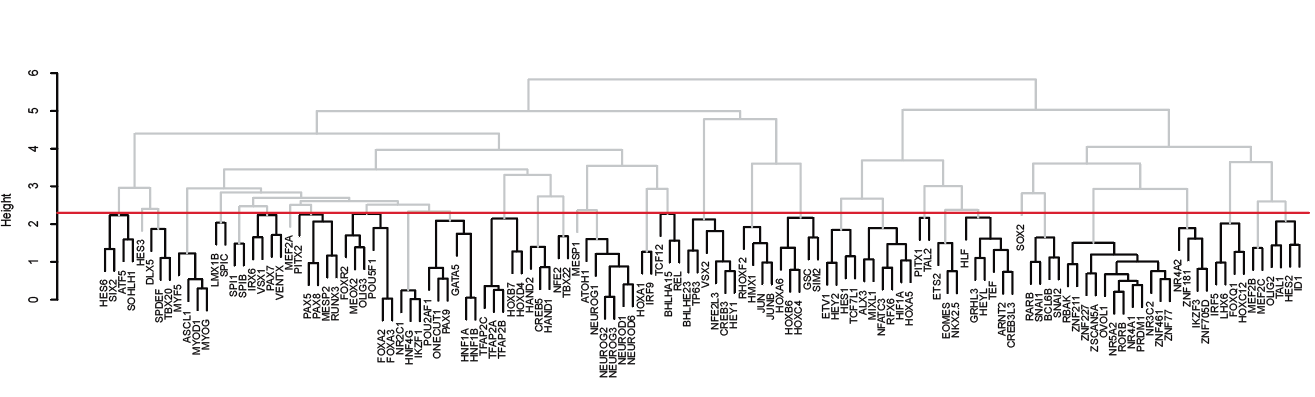 6
5
4
3
2
1
0
Height
HES6
SIX2
ATF5
SOHLH1
HES3
DLX5
SPDEF
TBX20
MYF5
ASCL1
MYOD1
MYOG
LMX1B
SPIC
SPI1
SPIB
IRX6
VSX1
PAX7
VENTX
MEF2A
PITX2
PAX5
PAX8
MESP2
RUNX3
FOXR2
MEOX2
OLIG3
POU5F1
FOXA2
FOXA3
NR2C1
HNF4G
IKZF1
POU2AF1
ONECUT1
PAX9
GATA5
HNF1A
HNF1B
TFAP2C
TFAP2A
TFAP2B
HOXB7
HOXD4
HAND2
CREB5
HAND1
NFE2
TBX22
MESP1
ATOH1
NEUROG1
NEUROG2
NEUROG3
NEUROD1
NEUROD6
HOXA1
IRF9
TCF12
BHLHA15
REL
BHLHE23
TP63
VSX2
NFE2L3
CREB3
HEY1
RHOXF2
HMX1
JUN
JUNB
HOXA6
HOXB6
HOXC4
GSC
SIM2
ETV1
HEY2
HES1
TCF7L1
ALX3
MIXL1
NFATC3
RFX6
HIF1A
HOXA5
PITX1
TAL2
ETS2
EOMES
NKX2.5
HLF
GRHL3
HEYL
TEF
ARNT2
CREB3L3
SOX2
RARB
SNAI1
BCL6B
SNAI2
RBAK
ZNF211
ZNF227
ZSCAN5A
OVOL1
NR5A2
RORB
NR4A1
PRDM1
NR3C2
ZNF461
ZNF77
NR4A2
ZNF181
IKZF3
ZNF705D
IRF5
LHX6
FOXQ1
HOXC12
MEF2B
MEF2C
OLIG2
TAL1
HES2
ID1